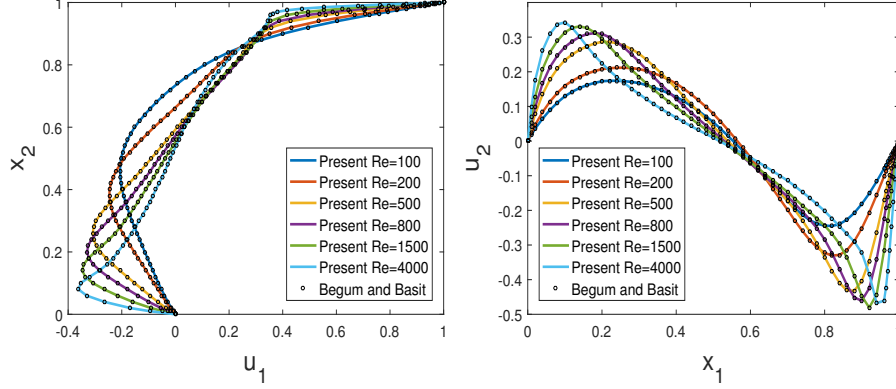 1
0.8
0.6
0.4
0.2
0
-0.4 -0.2 0 0.2 0.4 0.6 0.8 1
x2
u1
Present Re=100
Present Re=200
Present Re=500
Present Re=800
Present Re=1500
Present Re=4000
Begum and Basit
0.3
0.2
0.1
0
-0.1
-0.2
-0.3
-0.4
-0.5
0 0.2 0.4 0.6 0.8
u2
x1
Present Re=100
Present Re=200
Present Re=500
Present Re=800
Present Re=1500
Present Re=4000
Begum and Basit